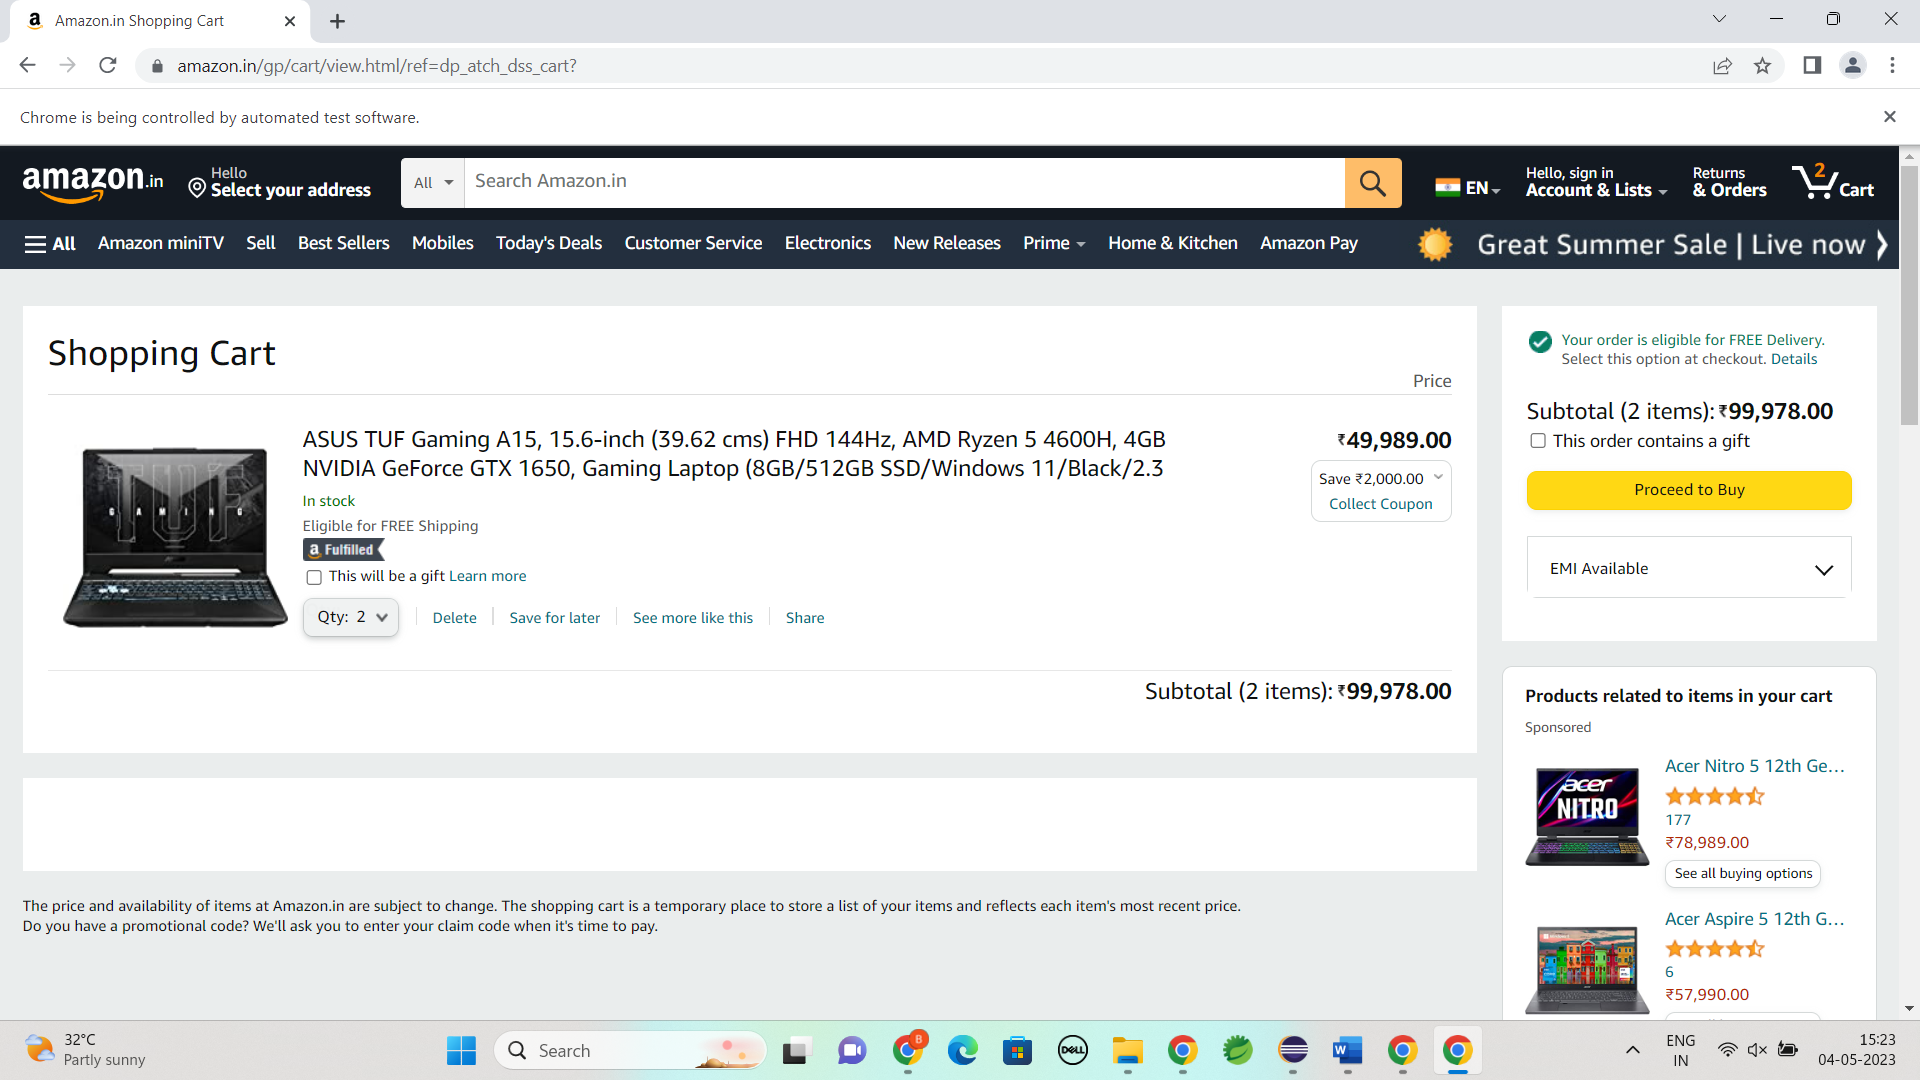 Amazon.in Shopping Cart
amazon.in/gp/cart/view.html/ref=dp_atch_dss_cart?
Chrome is being controlled by automated test software.
amazon.in
Hello
Select your address
All
Search Amazon.in
EN
Hello, sign in
Account & Lists
Returns
& Orders
2
Cart
All
Amazon miniTV
Sell
Best Sellers
Mobiles
Today's Deals
Customer Service
Electronics
New Releases
Prime
Home & Kitchen
Amazon Pay
Great Summer Sale | Live now
Shopping Cart
Price
TUF
GAMING
ASUS TUF Gaming A15, 15.6-inch (39.62 cms) FHD 144Hz, AMD Ryzen 5 4600H, 4GB
NVIDIA GeForce GTX 1650, Gaming Laptop (8GB/512GB SSD/Windows 11/Black/2.3
In stock
Eligible for FREE Shipping
a Fulfilled
This will be a gift Learn more
Qty: 2
Delete
Save for later
See more like this
Share
₹49,989.00
Save ₹2,000.00
Collect Coupon
Subtotal (2 items): ₹99,978.00
The price and availability of items at Amazon.in are subject to change. The shopping cart is a temporary place to store a list of your items and reflects each item's most recent price.
Do you have a promotional code? We'll ask you to enter your claim code when it's time to pay.
Your order is eligible for FREE Delivery.
Select this option at checkout. Details
Subtotal (2 items): ₹99,978.00
This order contains a gift
Proceed to Buy
EMI Available
Products related to items in your cart
Sponsored
acer
NITRO
Acer Nitro 5 12th Ge…
177
₹78,989.00
See all buying options
Acer Aspire 5 12th G…
6
₹57,990.00
32°C
Partly sunny
Search
B
DELL
W
ENG
IN
15:23
04-05-2023